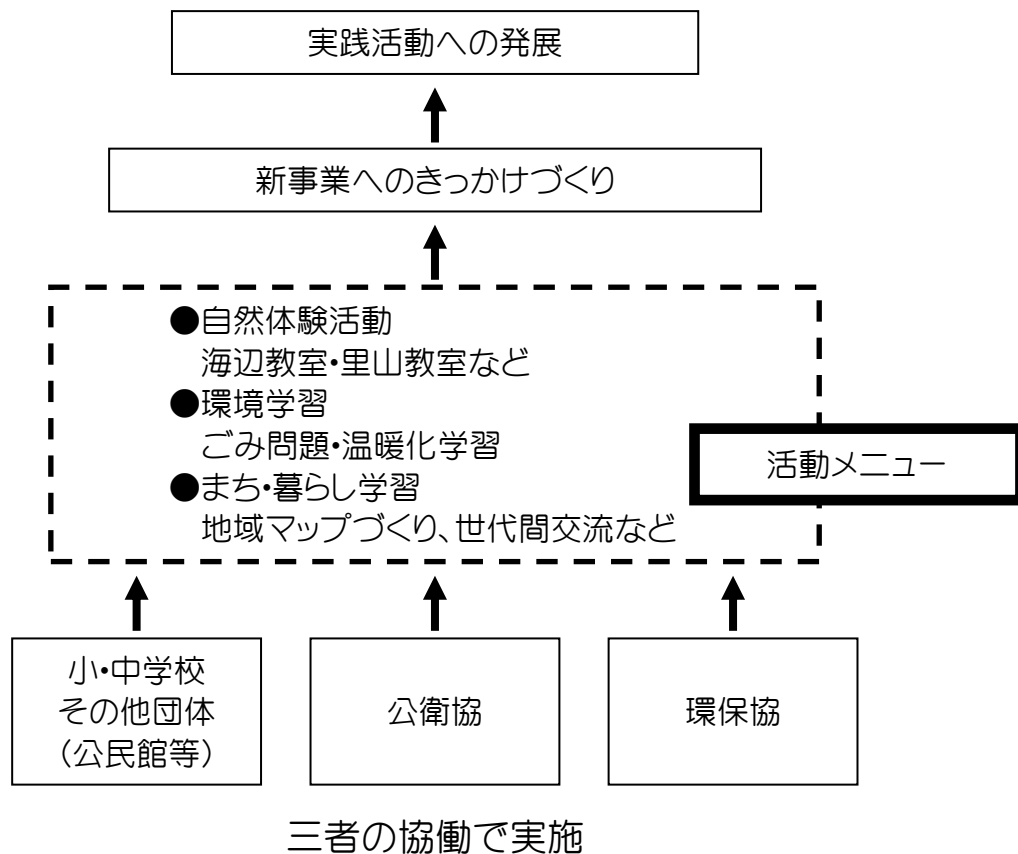 実践活動への発展
新事業へのきっかけづくり
●自然体験活動
海辺教室・里山教室など
●環境学習
ごみ問題・温暖化学習
●まち・暮らし学習
地域マップづくり、世代間交流など
活動メニュー
小・中学校
その他団体
（公民館等）
公衛協
環保協
三者の協働で実施